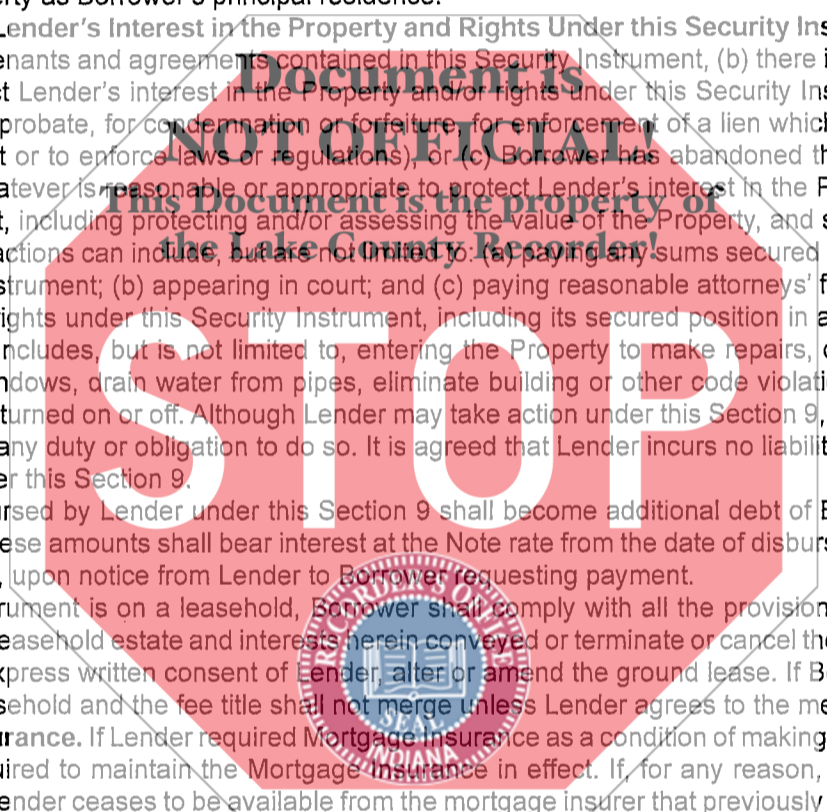 rty as Borrower's principal residence.
Lender's Interest in the Property and Rights Under this Security Ins
enants and agreements contained in this Security Instrument, (b) there i
ct Lender's interest in the Property and/or rights under this Security Ins
probate, for condemnation or forfeiture, for enforcement of a lien which
t or to enforce laws or regulations), or (c) Borrower has abandoned th
atever is reasonable or appropriate to protect Lender's interest in the P
t, including protecting and/or assessing the value of the Property, and s
actions can include, but are not limited to: (a) paying any sums secured
strument; (b) appearing in court; and (c) paying reasonable attorneys' f
ights under this Security Instrument, including its secured position in a
ncludes, but is not limited to, entering the Property to make repairs, c
ndows, drain water from pipes, eliminate building or other code violati
turned on or off. Although Lender may take action under this Section 9,
any duty or obligation to do so. It is agreed that Lender incurs no liabilit
er this Section 9.
ursed by Lender under this Section 9 shall become additional debt of B
ese amounts shall bear interest at the Note rate from the date of disburs
, upon notice from Lender to Borrower requesting payment.
rument is on a leasehold, Borrower shall comply with all the provision
easehold estate and interests herein conveyed or terminate or cancel the
xpress written consent of Lender, alter or amend the ground lease. If B
sehold and the fee title shall not merge unless Lender agrees to the me
urance. If Lender required Mortgage Insurance as a condition of making
uired to maintain the Mortgage Insurance in effect. If, for any reason,
ender ceases to be available from the mortgage insurer that previously
Document is
NOT OFFICIAL!
This Document is the property of
the Lake County Recorder!
STOP
RECORDER'S OFFICE
SEAL
INDIANA